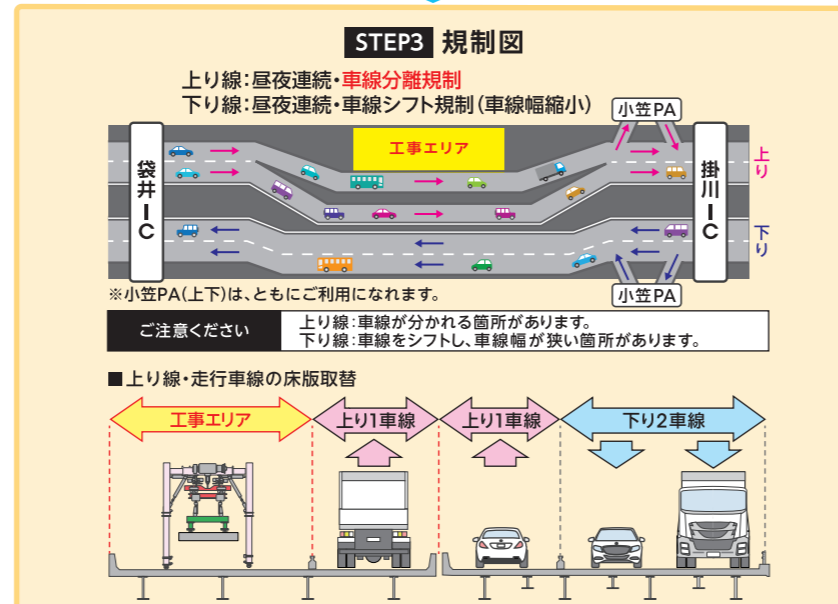 STEP3 規制図
上り線:昼夜連続・車線分離規制
下り線:昼夜連続・車線シフト規制(車線幅縮小)
小笠PA
工事エリア
袋井IC
掛川IC
上り
下り
小笠PA
※小笠PA(上下)は、ともにご利用になれます。
ご注意ください
上り線:車線が分かれる箇所があります。
下り線:車線をシフトし、車線幅が狭い箇所があります。
■上り線・走行車線の床版取替
工事エリア 上り1車線 上り1車線 下り2車線